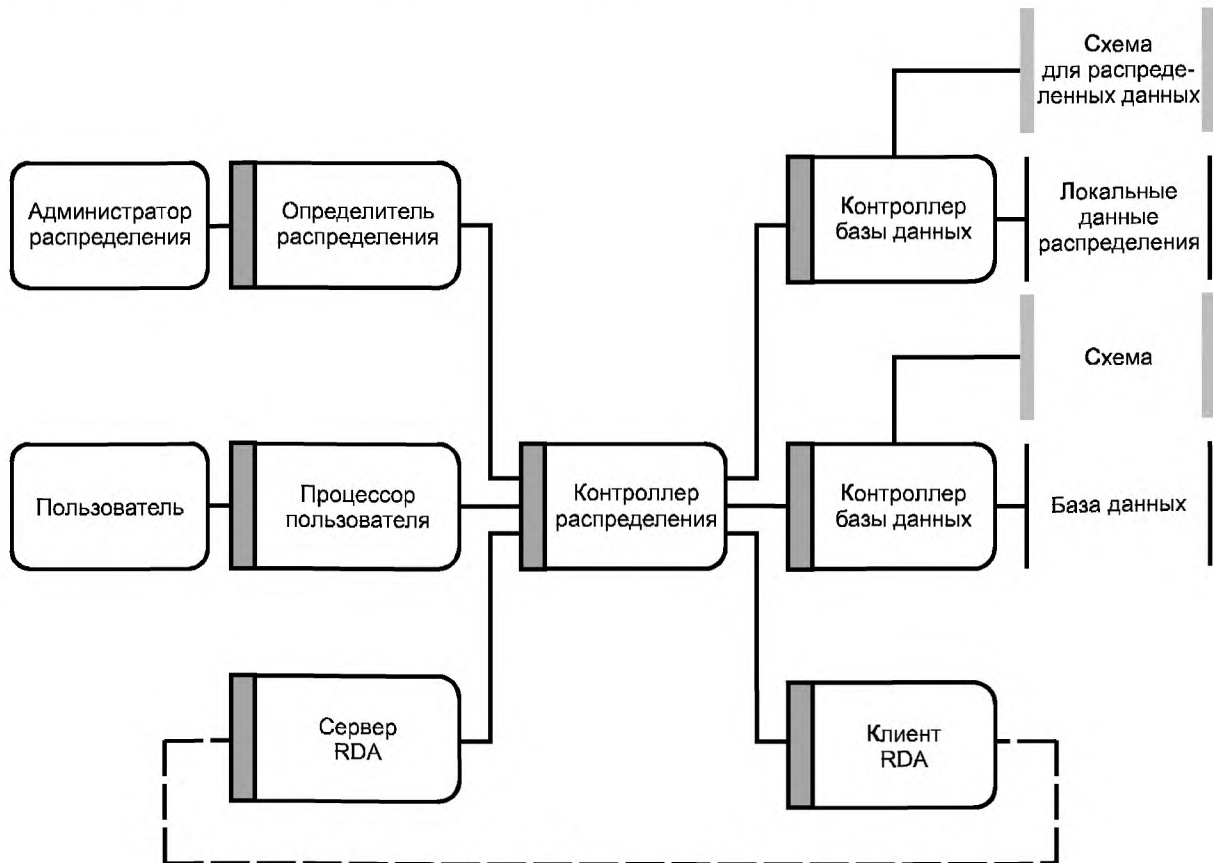 Схема
для распреде-
ленных данных
Администратор
распределения
Определитель
распределения
Контроллер
базы данных
Локальные
данные
распределения
Схема
Пользователь
Процессор
пользователя
Контроллер
распределения
Контроллер
базы данных
База данных
Сервер
RDA
Клиент
RDA